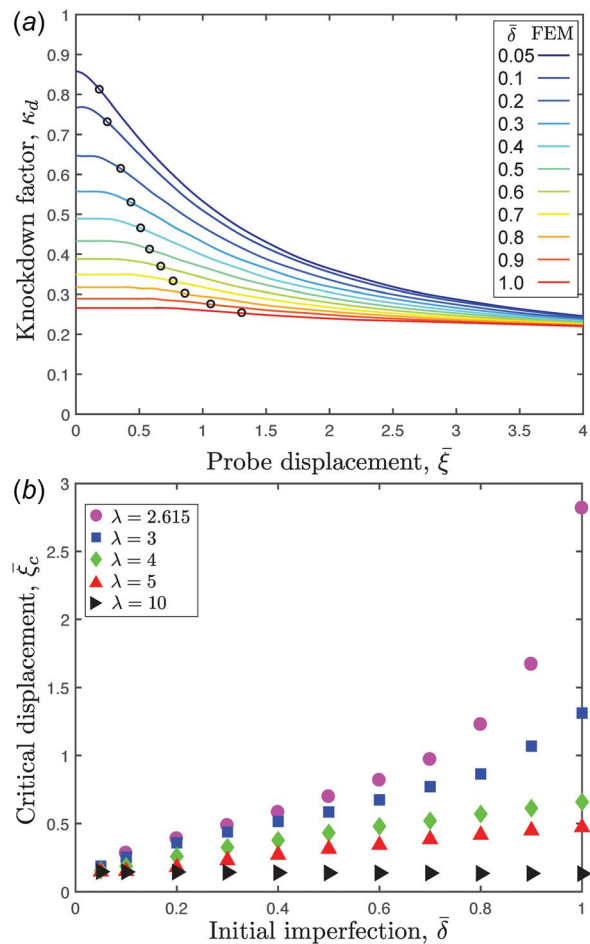 (a)
1
0.9
0.8
0.7
0.6
0.5
0.4
0.3
0.2
0.1
0
Knockdown factor, κ_d
δ̄ FEM
0.05
0.1
0.2
0.3
0.4
0.5
0.6
0.7
0.8
0.9
1.0
0 0.5 1 1.5 2 2.5 3 3.5 4
Probe displacement, ξ̄
(b)
3
2.5
2
1.5
1
0.5
0
Critical displacement, ξ̄_c
λ = 2.615
λ = 3
λ = 4
λ = 5
λ = 10
0 0.2 0.4 0.6 0.8 1
Initial imperfection, δ̄